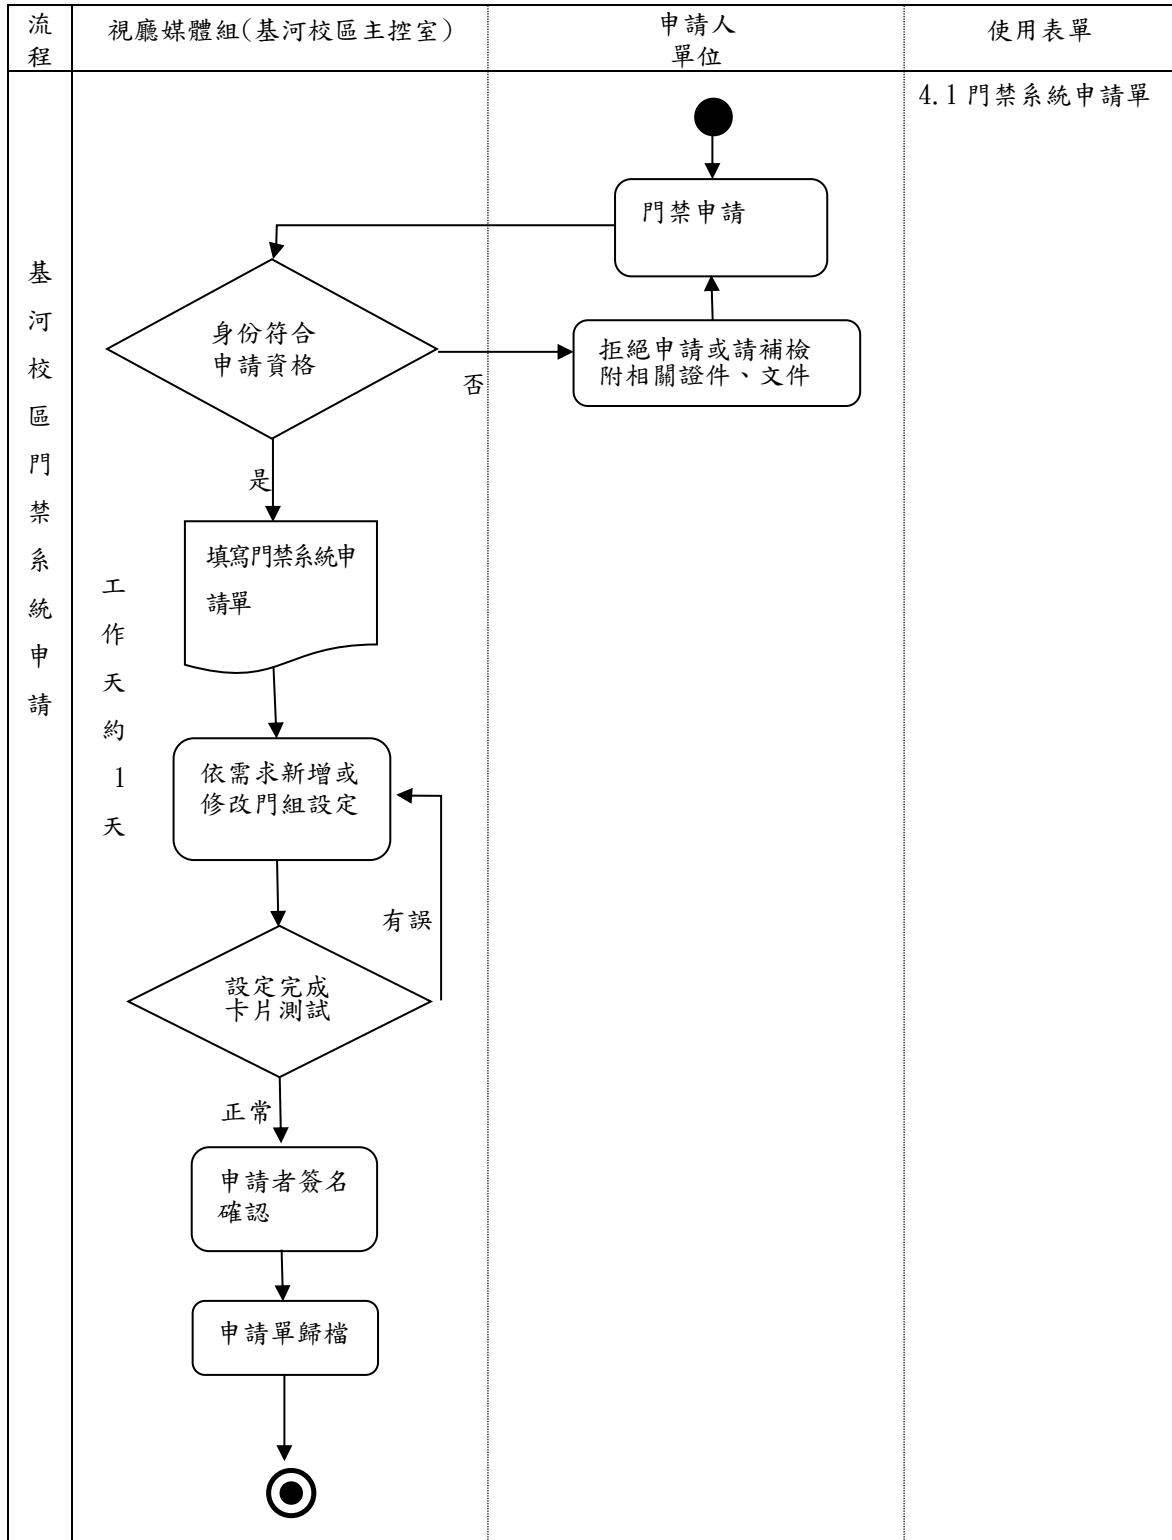 流
程
視廳媒體組(基河校區主控室)
申請人
單位
使用表單
4.1 門禁系統申請單
基
河
校
區
門
禁
系
統
申
請
門禁申請
身份符合
申請資格
否
拒絕申請或請補檢
附相關證件、文件
是
填寫門禁系統申
請單
工
作
天
約
1
天
依需求新增或
修改門組設定
有誤
設定完成
卡片測試
正常
申請者簽名
確認
申請單歸檔